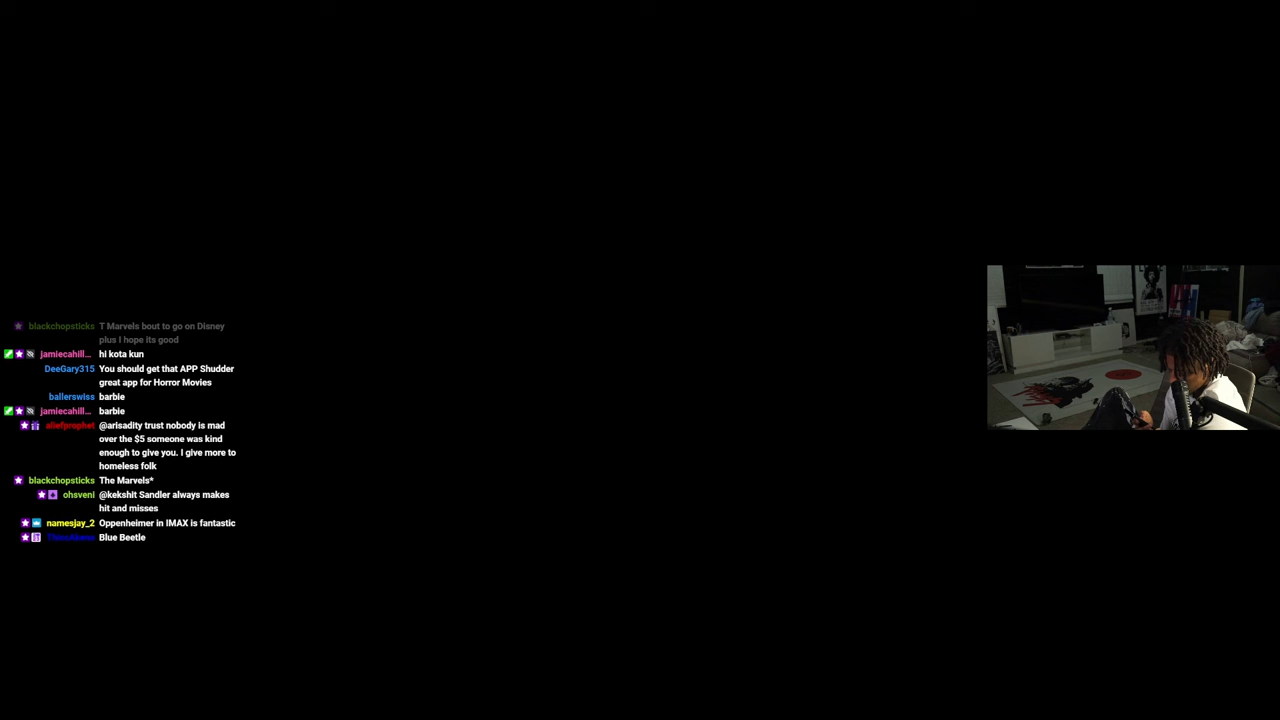 blackchopsticks T Marvels bout to go on Disney
plus I hope its good
jamiecahill... hi kota kun
DeeGary315 You should get that APP Shudder
great app for Horror Movies
ballerswiss barbie
jamiecahill... barbie
@arisadity trust nobody is mad
over the $5 someone was kind
enough to give you. I give more to
homeless folk
blackchopsticks The Marvels*
ohsveni @kekshit Sandler always makes
hit and misses
namesjay_2 Oppenheimer in IMAX is fantastic
Blue Beetle